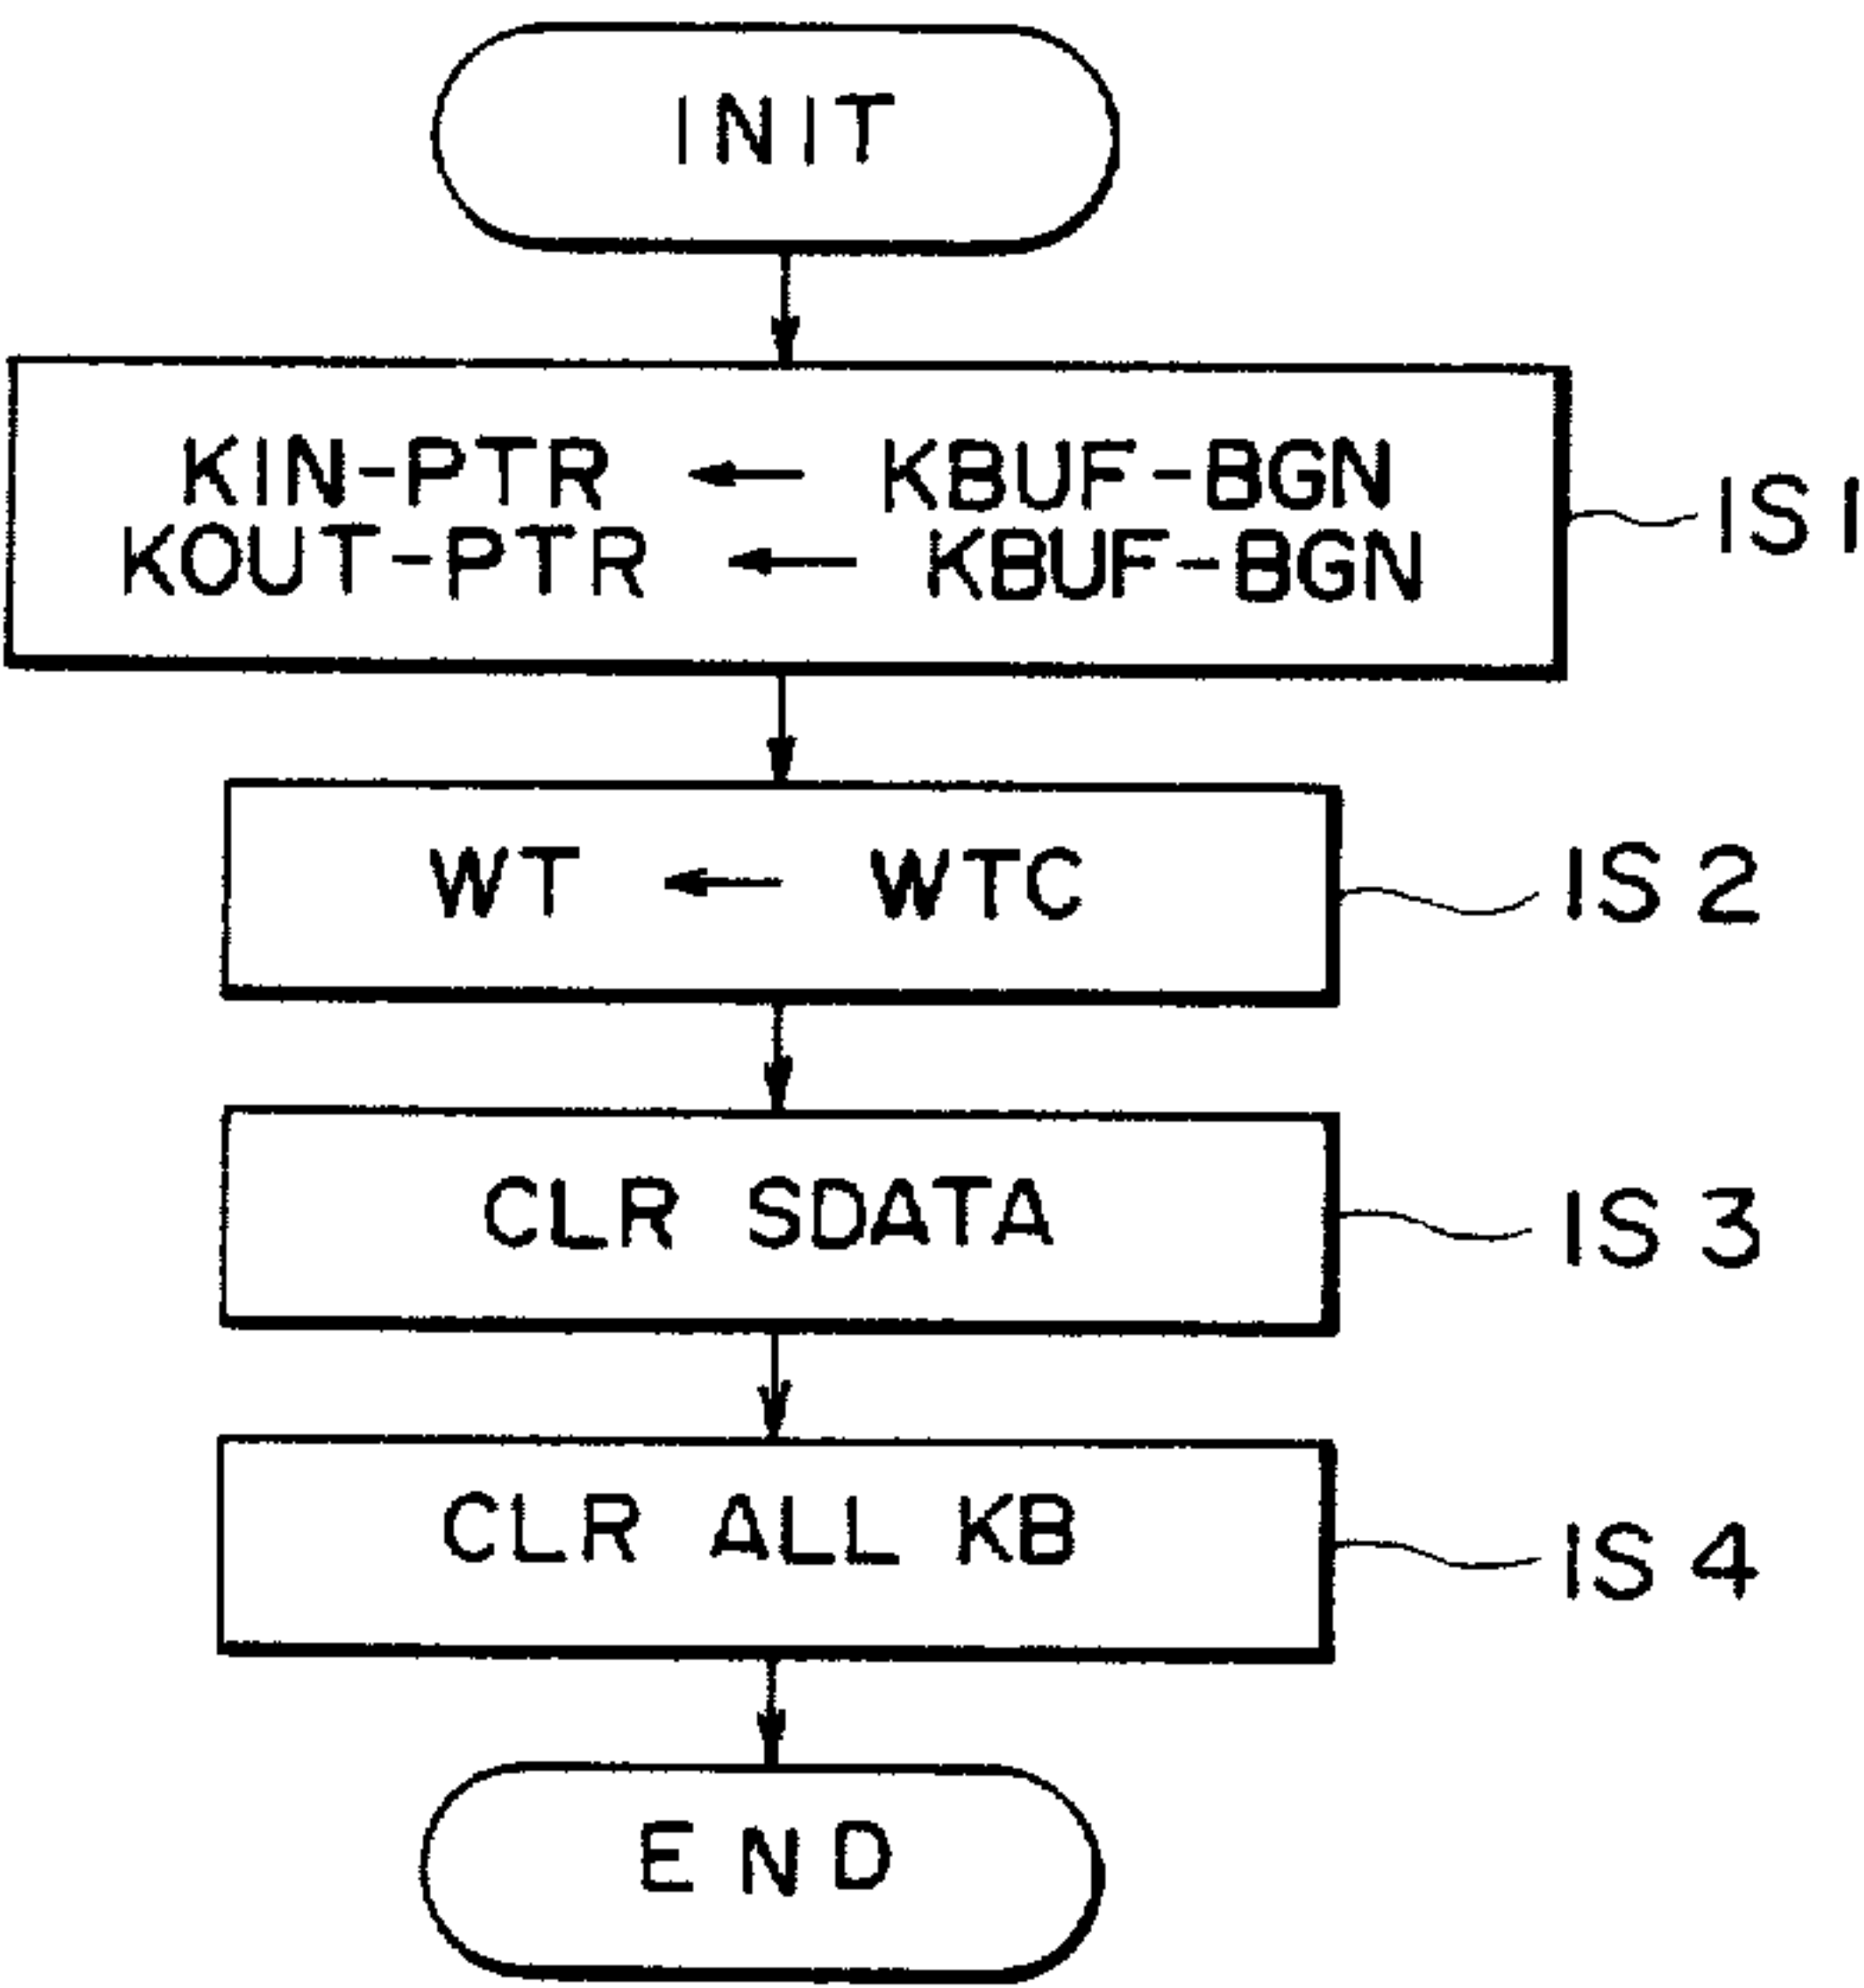 INIT
KIN-PTR ← KBUF-BGN
KOUT-PTR ← KBUF-BGN
IS1
WT ← WTC
IS2
CLR SDATA
IS3
CLR ALL KB
IS4
END